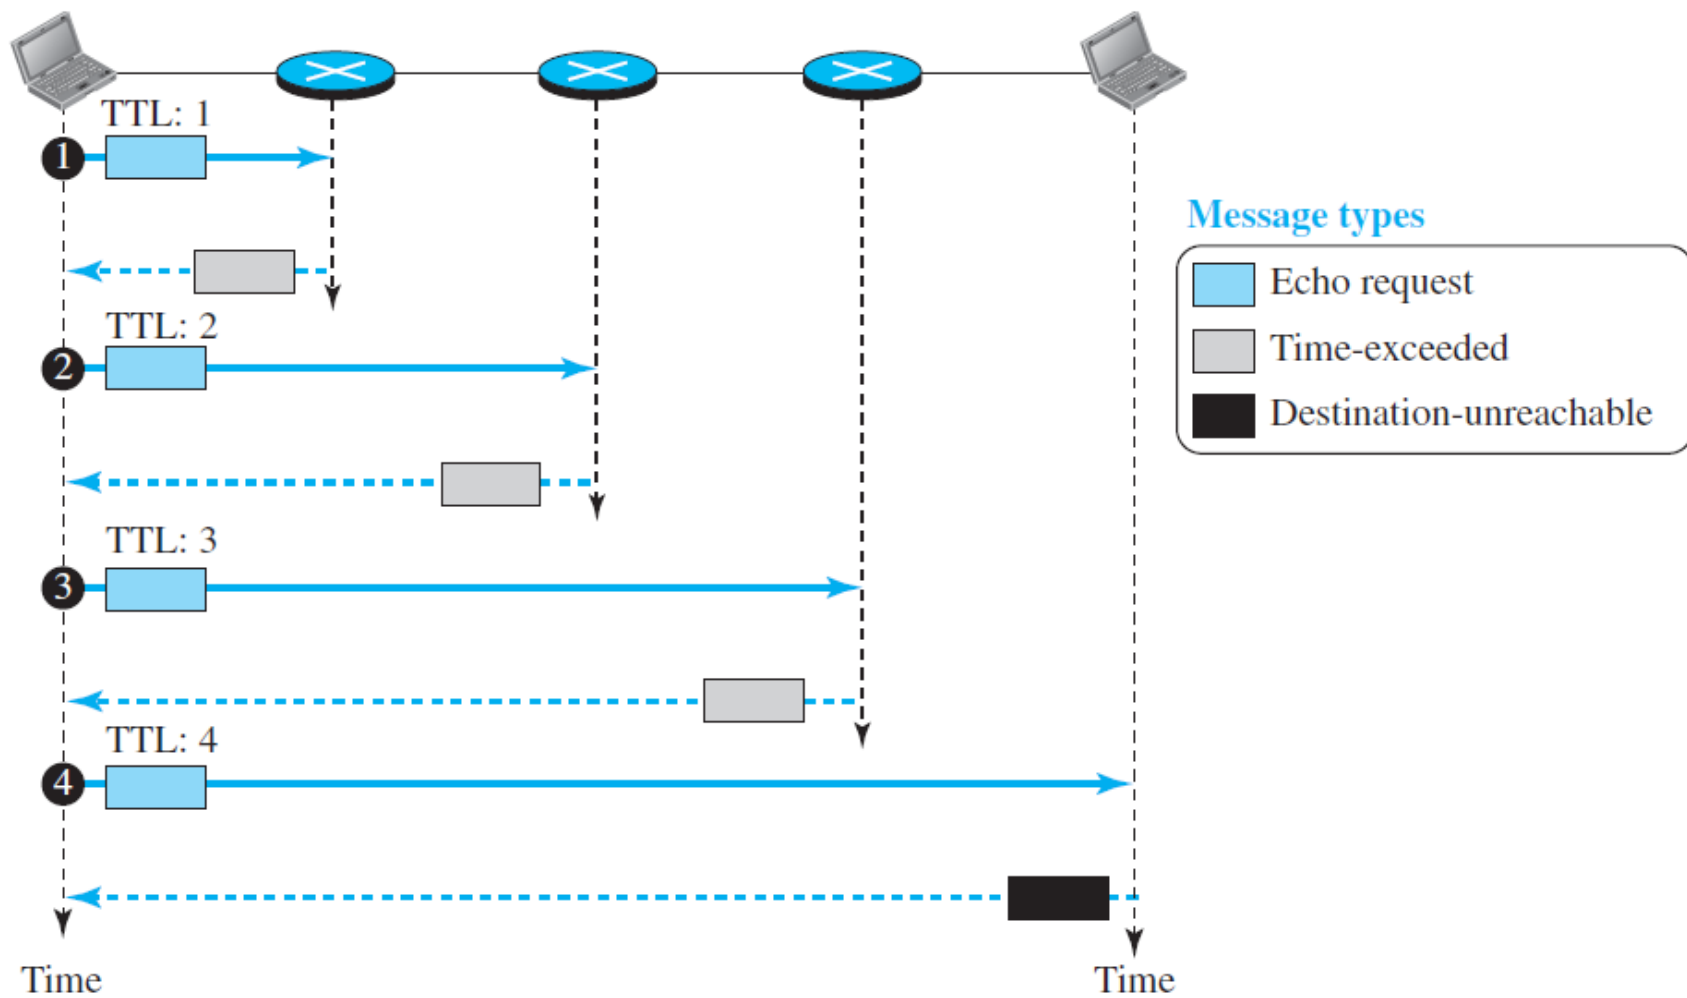 TTL: 1
1
TTL: 2
2
TTL: 3
3
TTL: 4
4
Time
Time
Message types
Echo request
Time-exceeded
Destination-unreachable